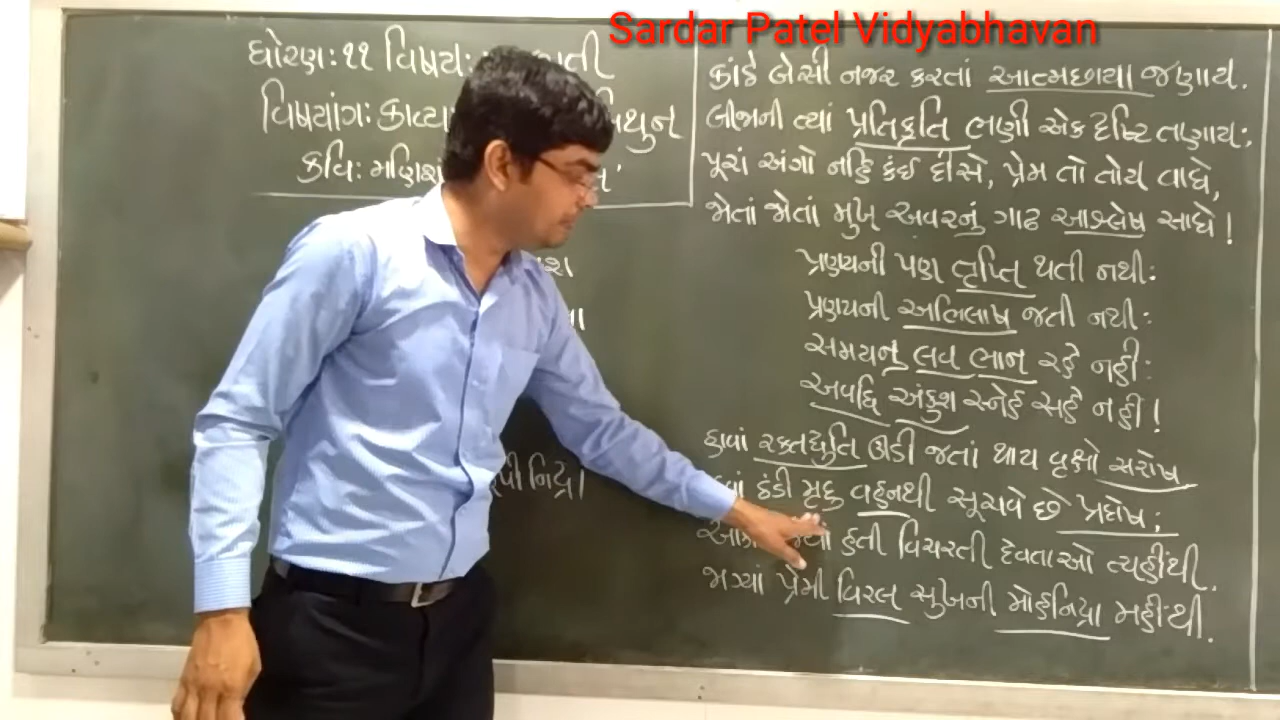 Sardar Patel Vidyabhavan
ધોરણ: ૧૧ વિષય:
વિષયાંગ: કાવ્ય
કવિ:
કાંઠે બેસી નજર કરતાં આત્મછાયા જણાય.
બીજાની ત્યાં પ્રતિકૃતિ ભણી એક દૃષ્ટિ તણાય:
પૂરાં અંગો નહિ કંઈ દીસે, પ્રેમ તો તોય વાધે,
જોતાં જોતાં મુખ અવરનું ગાઢ આશ્લેષ સાધે!
પ્રણયની પણ તૃપ્તિ થતી નથી:
પ્રણયની અભિલાષ જતી નથી:
સમયનુ લવ ભાન રહે નહીં:
અવધિ અંકુશ સ્નેહ સહે નહીં!
હાવાં રક્તદ્યુતિ ઊડી જતાં થાય વૃક્ષો સરોષ
ઠંડી મૃદુ વહનથી સૂચવે છે પ્રદોષ;
હતી વિચરતી દેવતાઓ ત્યહીંથી.
જાગ્યાં પ્રેમી વિરલ સુખની મોહનિદ્રા મહીંથી.
નિદ્રા